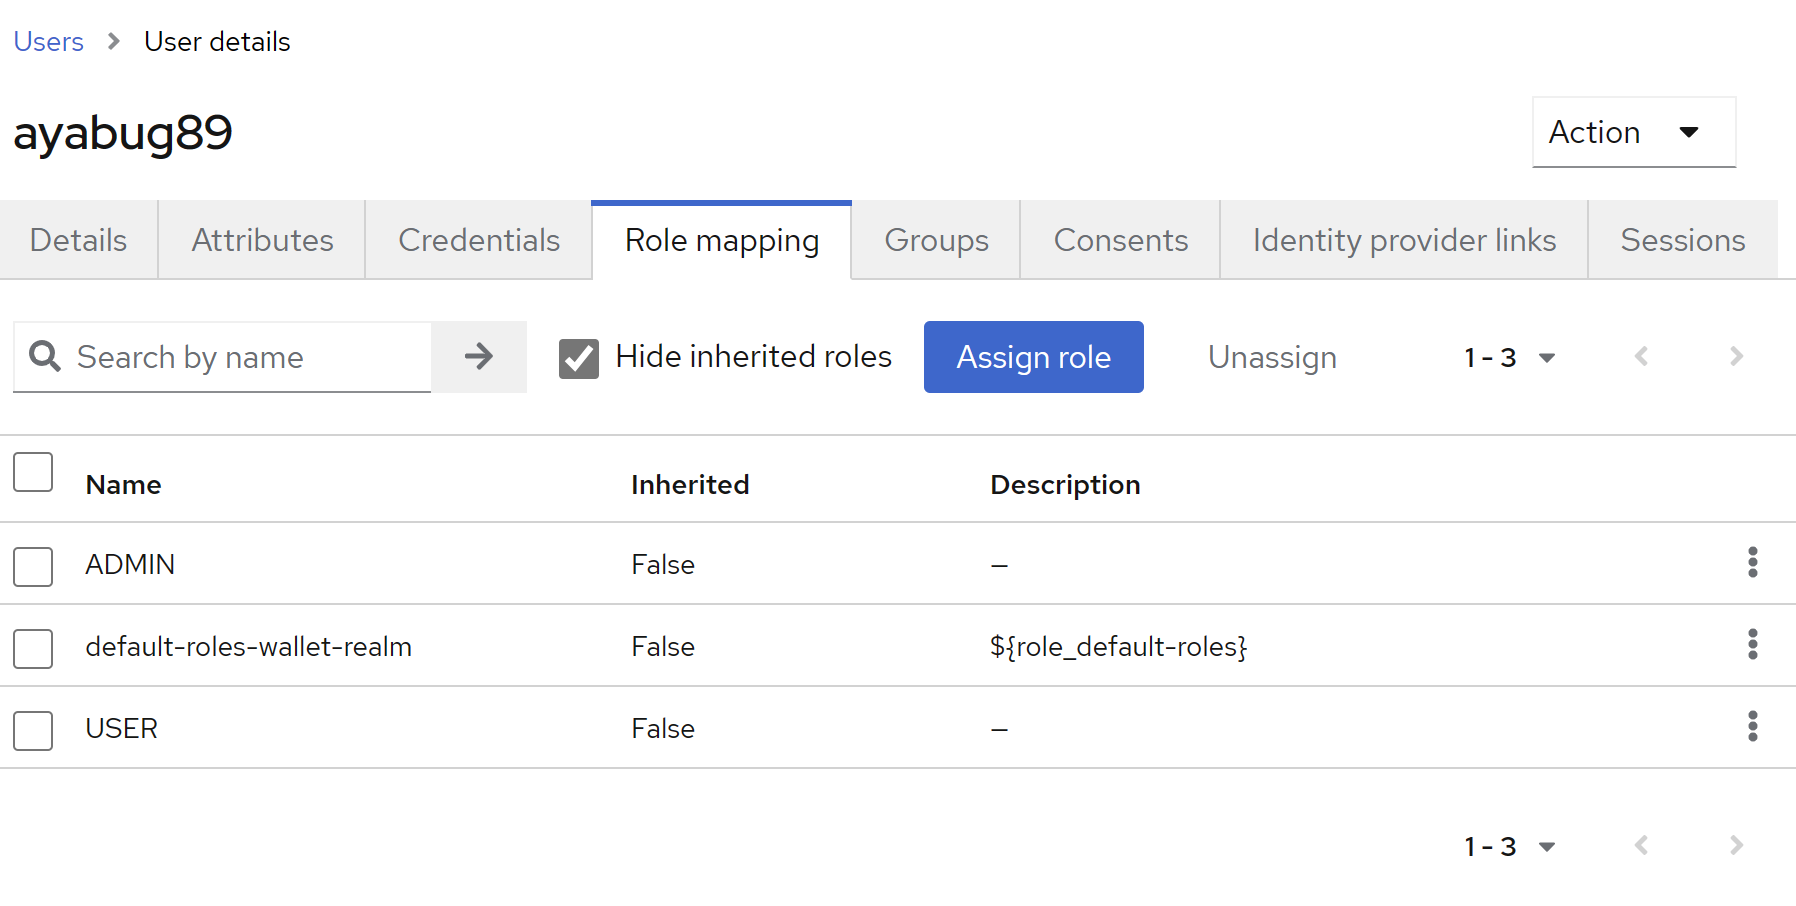 Users User details
ayabug89
Action
Details Attributes Credentials Role mapping Groups Consents Identity provider links Sessions
Search by name Hide inherited roles Assign role Unassign 1 - 3
Name Inherited Description
ADMIN False –
default-roles-wallet-realm False ${role_default-roles}
USER False –
1 - 3